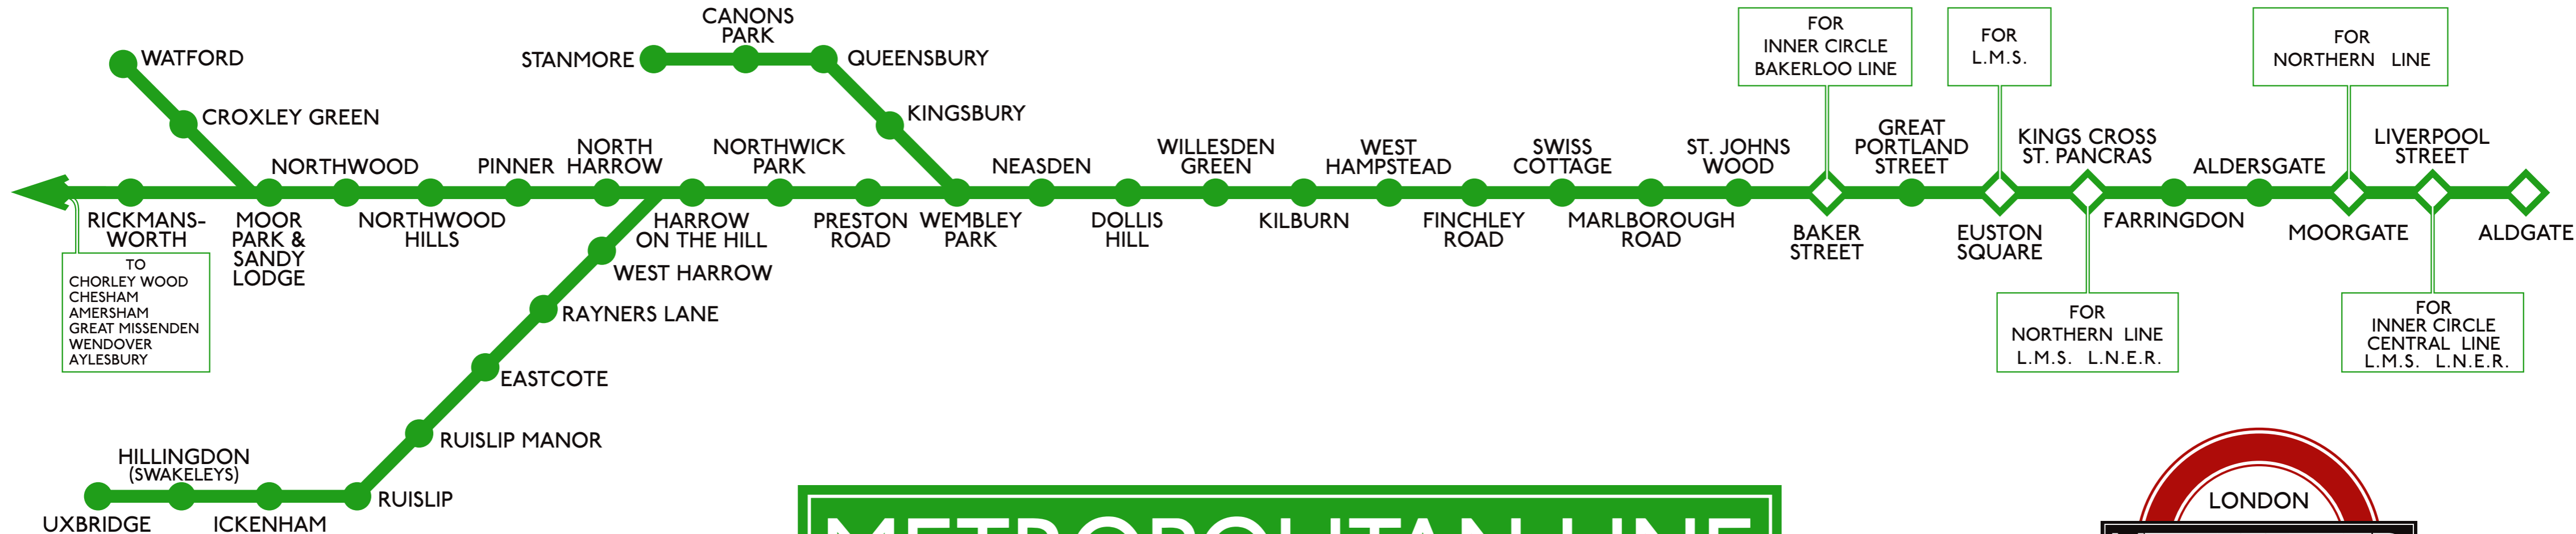 WATFORD
CROXLEY GREEN
RICKMANS-
WORTH
TO
CHORLEY WOOD
CHESHAM
AMERSHAM
GREAT MISSENDEN
WENDOVER
AYLESBURY
MOOR
PARK &
SANDY
LODGE
NORTHWOOD
NORTHWOOD
HILLS
PINNER
NORTH
HARROW
HARROW
ON THE HILL
WEST HARROW
RAYNERS LANE
EASTCOTE
RUISLIP MANOR
RUISLIP
ICKENHAM
HILLINGDON
(SWAKELEYS)
UXBRIDGE
NORTHWICK
PARK
PRESTON
ROAD
WEMBLEY
PARK
STANMORE
CANONS
PARK
QUEENSBURY
KINGSBURY
NEASDEN
DOLLIS
HILL
WILLESDEN
GREEN
KILBURN
WEST
HAMPSTEAD
FINCHLEY
ROAD
SWISS
COTTAGE
MARLBOROUGH
ROAD
ST. JOHNS
WOOD
FOR
INNER CIRCLE
BAKERLOO LINE
BAKER
STREET
GREAT
PORTLAND
STREET
FOR
L.M.S.
EUSTON
SQUARE
KINGS CROSS
ST. PANCRAS
FOR
NORTHERN LINE
L.M.S. L.N.E.R.
FARRINGDON
ALDERSGATE
FOR
NORTHERN LINE
MOORGATE
LIVERPOOL
STREET
FOR
INNER CIRCLE
CENTRAL LINE
L.M.S. L.N.E.R.
ALDGATE
METROPOLITAN LINE
LONDON